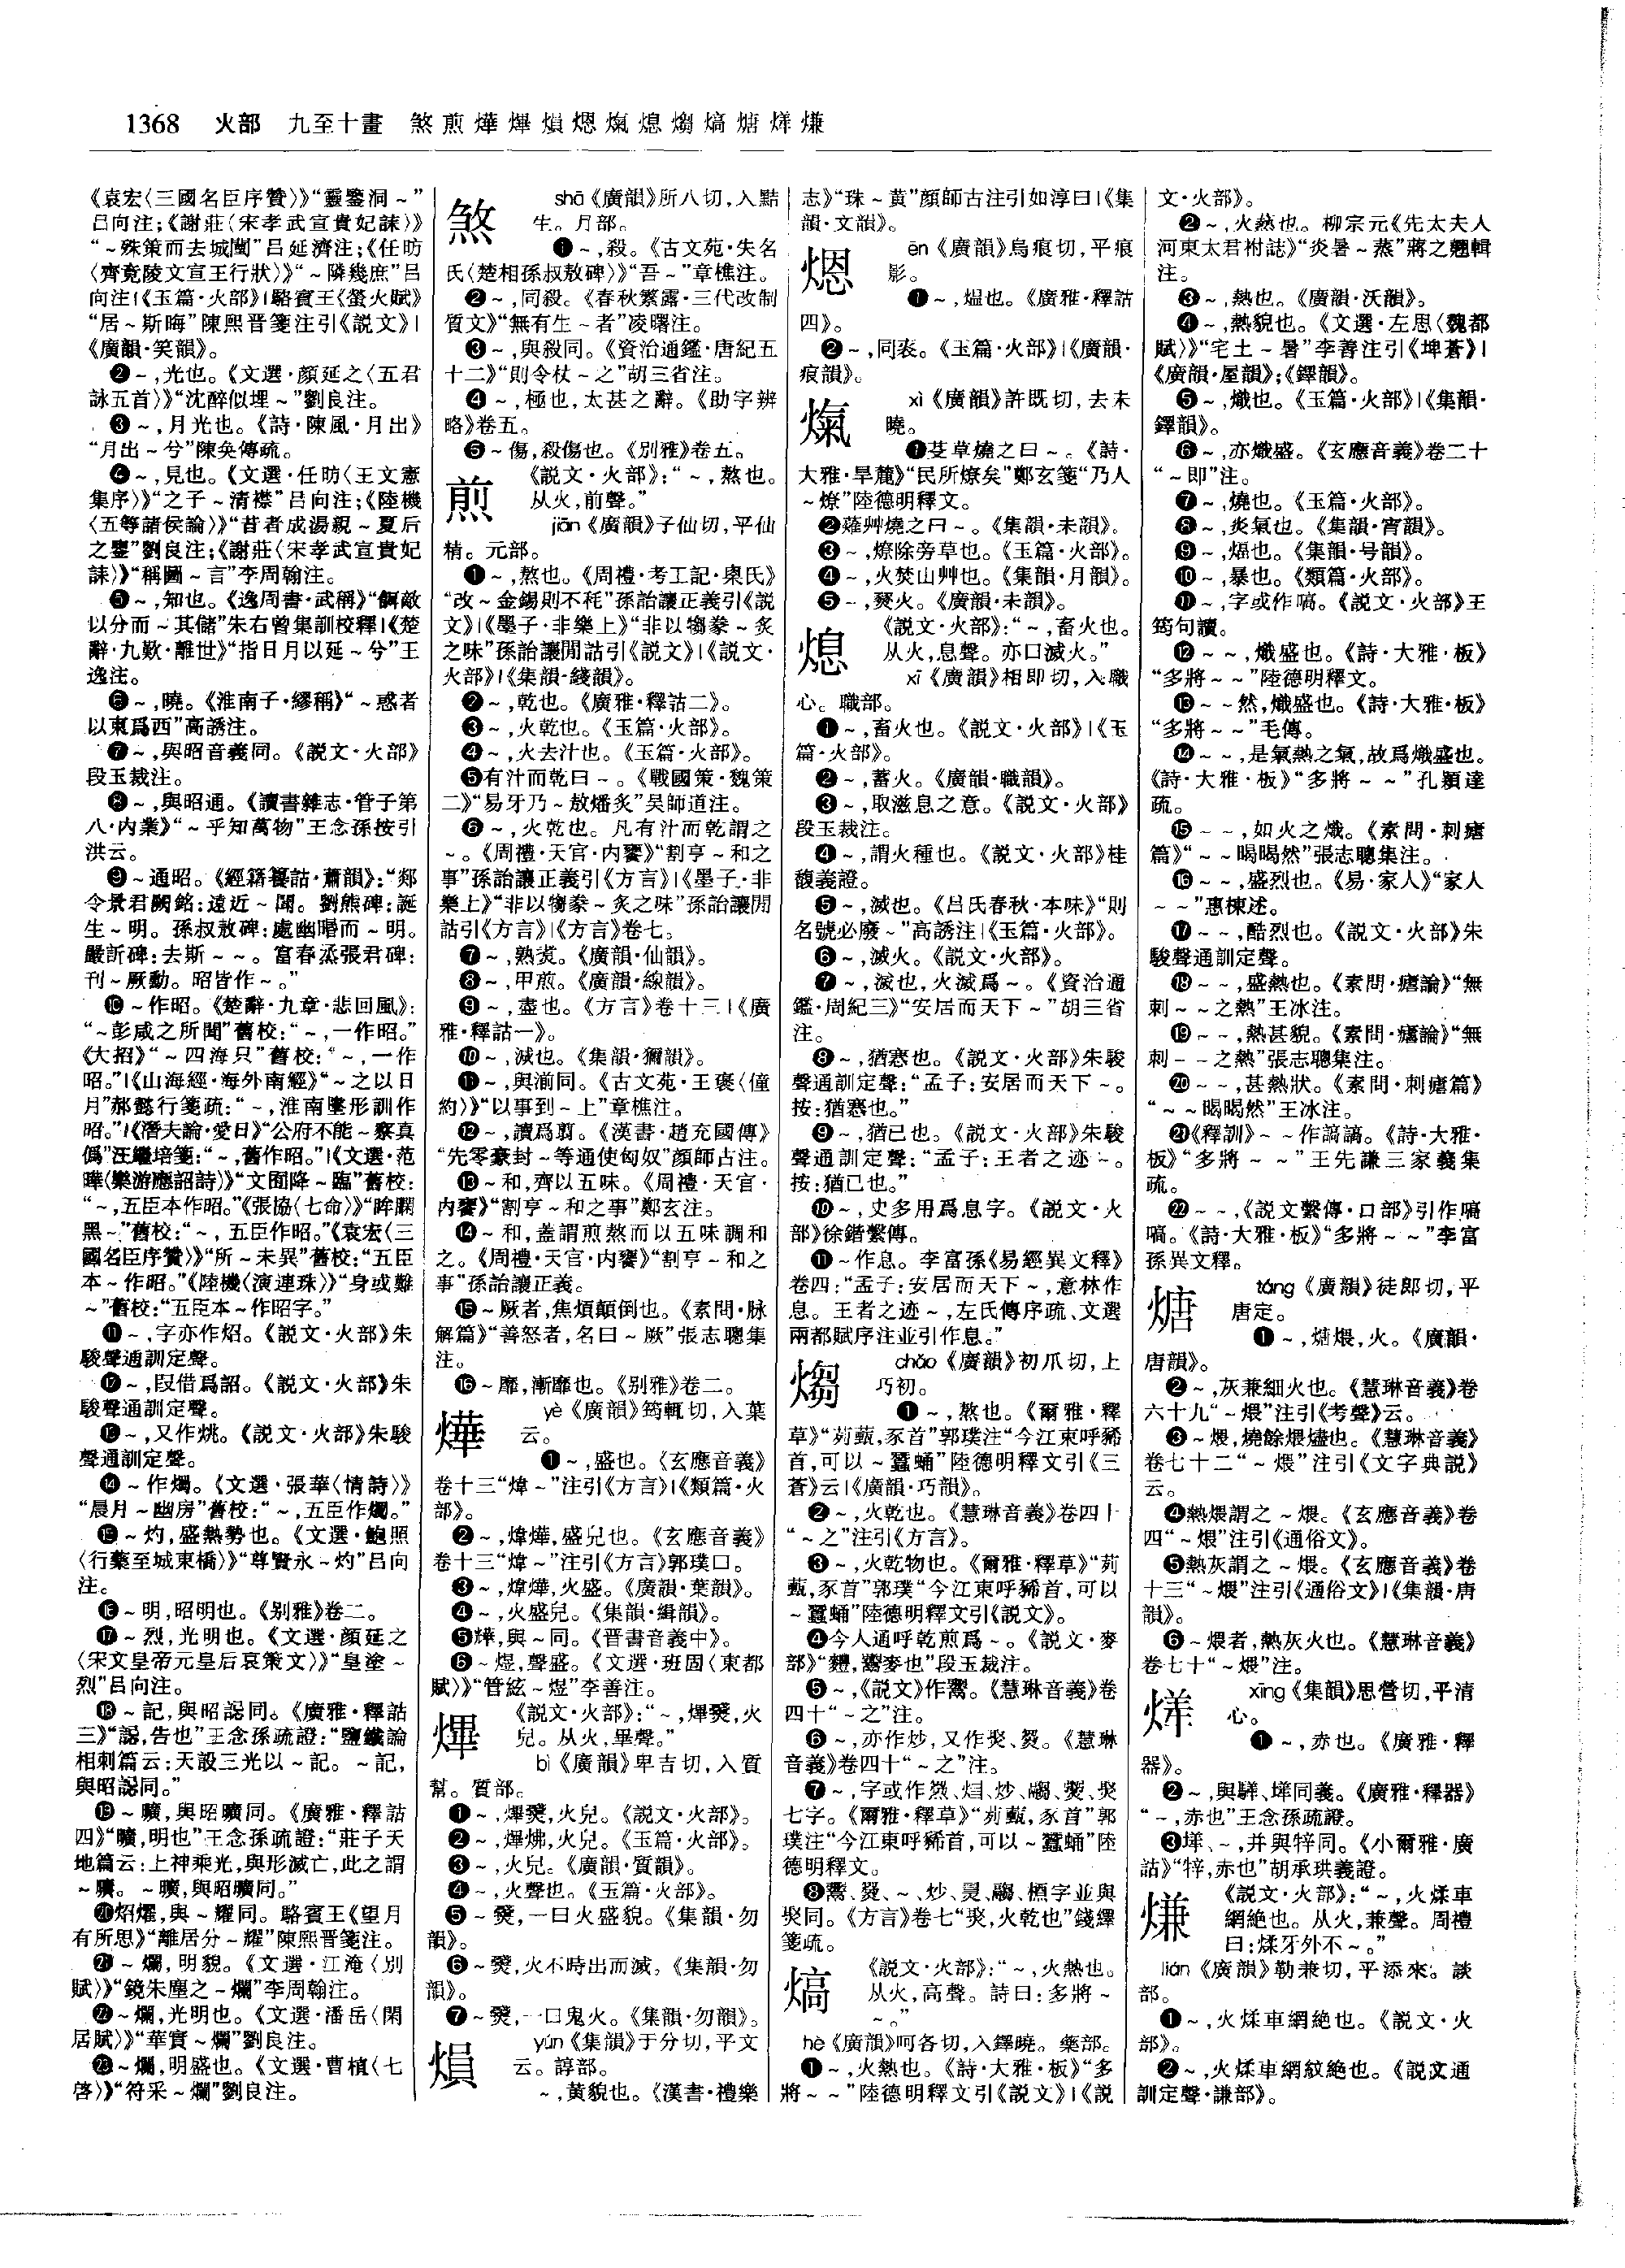 1368 火部 九至十畫 煞煎燁熚熉煾熂熄㷅熇煻烊熑
《袁宏〈三國名臣序贊〉》“靈鑒洞～”
呂向注;《謝莊〈宋孝武宣貴妃誄〉》
“～殊策而去城闉”呂延濟注;《任昉
〈齊竟陵文宣王行狀〉》“～隣幾庶”呂
向注|《玉篇·火部》|駱賓王《螢火賦》
“居～斯晦”陳熙晋箋注引《説文》|
《廣韻·笑韻》。
❷～,光也。《文選·顔延之〈五君
詠五首〉》“沈醉似埋～”劉良注。
❸～,月光也。《詩·陳風·月出》
“月出～兮”陳奂傳疏。
❹～,見也。《文選·任昉〈王文憲
集序〉》“之子～清襟”呂向注;《陸機
〈五等諸侯論〉》“昔者成湯親～夏后
之鑒”劉良注;《謝莊〈宋孝武宣貴妃
誄〉》“稱圖～言”李周翰注。
❺～,知也。《逸周書·武稱》“餌敵
以分而～其儲”朱右曾集訓校釋|《楚
辭·九歎·離世》“指日月以延～兮”王
逸注。
❻～,曉。《淮南子·繆稱》“～惑者
以東爲西”高誘注。
❼～,與昭音義同。《説文·火部》
段玉裁注。
❽～,與昭通。《讀書雜志·管子第
八·内業》“～乎知萬物”王念孫按引
洪云。
❾～通昭。《經籍籑詁·蕭韻》:“郯
令景君闕銘:遠近～聞。劉熊碑:誕
生～明。孫叔敖碑:處幽暗而～明。
嚴訢碑:去斯～～。富春丞張君碑:
刊～厥勳。昭皆作～。”
❿～作昭。《楚辭·九章·悲回風》:
“～彭咸之所聞”舊校:“～,一作昭。”
《大招》“～四海只”舊校:“～,一作
昭。”|《山海經·海外南經》“～之以日
月”郝懿行箋疏:“～,淮南墬形訓作
昭。”|《潛夫論·愛日》“公府不能～察真
僞”汪繼培箋:“～,舊作昭。”|《文選·范
曄〈樂游應詔詩〉》“文囿降～臨”舊校:
“～,五臣本作昭。”《張協〈七命〉》“眸䦨
黑～”舊校:“～,五臣作昭。”《袁宏〈三
國名臣序贊〉》“所～未異”舊校:“五臣
本～作昭。”《陸機〈演連珠〉》“身或難
～”舊校:“五臣本～作昭字。”
⓫～,字亦作炤。《説文·火部》朱
駿聲通訓定聲。
⓬～,叚借爲詔。《説文·火部》朱
駿聲通訓定聲。
⓭～,又作烑。《説文·火部》朱駿
聲通訓定聲。
⓮～作燭。《文選·張華〈情詩〉》
“晨月～幽房”舊校:“～,五臣作燭。”
⓯～灼,盛熱勢也。《文選·鮑照
〈行藥至城東橋〉》“尊賢永～灼”呂向
注。
⓰～明,昭明也。《别雅》卷二。
⓱～烈,光明也。《文選·顔延之
〈宋文皇帝元皇后哀策文〉》“皇塗～
烈”呂向注。
⓲～記,與昭誋同。《廣雅·釋詁
三》“誋,告也”王念孫疏證:“鹽鐵論
相刺篇云:天設三光以～記。～記,
與昭誋同。”
⓳～曠,與昭曠同。《廣雅·釋詁
四》“曠,明也”王念孫疏證:“莊子天
地篇云:上神乘光,與形滅亡,此之謂
～曠。～曠,與昭曠同。”
⓴炤燿,與～耀同。駱賓王《望月
有所思》“離居分～耀”陳熙晋箋注。
㉑～爛,明貌。《文選·江淹〈别
賦〉》“鏡朱塵之～爛”李周翰注。
㉒～爛,光明也。《文選·潘岳〈閑
居賦〉》“華實～爛”劉良注。
㉓～爛,明盛也。《文選·曹植〈七
啓〉》“符采～爛”劉良注。
煞 shā《廣韻》所八切,入黠
生。月部。
❶～,殺。《古文苑·失名
氏〈楚相孫叔敖碑〉》“吾～”章樵注。
❷～,同殺。《春秋繁露·三代改制
質文》“無有生～者”凌曙注。
❸～,與殺同。《資治通鑑·唐紀五
十二》“則令杖～之”胡三省注。
❹～,極也,太甚之辭。《助字辨
略》卷五。
❺～傷,殺傷也。《别雅》卷五。
煎 《説文·火部》:“～,熬也。
从火,前聲。”
jiān《廣韻》子仙切,平仙
精。元部。
❶～,熬也。《周禮·考工記·㮚氏》
“改～金錫則不秏”孫詒讓正義引《説
文》|《墨子·非樂上》“非以犓豢～炙
之味”孫詒讓閒詁引《説文》|《説文·
火部》|《集韻·綫韻》。
❷～,乾也。《廣雅·釋詁二》。
❸～,火乾也。《玉篇·火部》。
❹～,火去汁也。《玉篇·火部》。
❺有汁而乾曰～。《戰國策·魏策
二》“易牙乃～敖燔炙”吴師道注。
❻～,火乾也。凡有汁而乾謂之
～。《周禮·天官·内饔》“割亨～和之
事”孫詒讓正義引《方言》|《墨子·非
樂上》“非以犓豢～炙之味”孫詒讓閒
詁引《方言》|《方言》卷七。
❼～,熟煮。《廣韻·仙韻》。
❽～,甲煎。《廣韻·線韻》。
❾～,盡也。《方言》卷十三|《廣
雅·釋詁一》。
❿～,滅也。《集韻·獮韻》。
⓫～,與湔同。《古文苑·王褒〈僮
約〉》“以事到～上”章樵注。
⓬～,讀爲翦。《漢書·趙充國傳》
“先零豪封～等通使匈奴”顔師古注。
⓭～和,齊以五味。《周禮·天官·
内饔》“割亨～和之事”鄭玄注。
⓮～和,蓋謂煎熬而以五味調和
之。《周禮·天官·内饔》“割亨～和之
事”孫詒讓正義。
⓯～厥者,焦煩顛倒也。《素問·脉
解篇》“善怒者,名曰～厥”張志聰集
注。
⓰～靡,漸靡也。《别雅》卷二。
燁 yè《廣韻》筠輒切,入葉
云。
❶～,盛也。《玄應音義》
卷十三“煒～”注引《方言》|《類篇·火
部》。
❷～,煒燁,盛皃也。《玄應音義》
卷十三“煒～”注引《方言》郭璞曰。
❸～,煒燁,火盛。《廣韻·葉韻》。
❹～,火盛皃。《集韻·緝韻》。
❺㷸,與～同。《晋書音義中》。
❻～煜,聲盛。《文選·班固〈東都
賦〉》“管絃～煜”李善注。
熚 《説文·火部》:“～,熚㷶,火
皃。从火,畢聲。”
bì《廣韻》卑吉切,入質
幫。質部。
❶～,熚㷶,火皃。《説文·火部》。
❷～,熚炥,火皃。《玉篇·火部》。
❸～,火皃。《廣韻·質韻》。
❹～,火聲也。《玉篇·火部》。
❺～㷶,一曰火盛貌。《集韻·勿
韻》。
❻～㷶,火不時出而滅。《集韻·勿
韻》。
❼～㷶,一曰鬼火。《集韻·勿韻》。
熉 yún《集韻》于分切,平文
云。諄部。
～,黄貌也。《漢書·禮樂
志》“珠～黄”顔師古注引如淳曰|《集
韻·文韻》。
煾 ēn《廣韻》烏痕切,平痕
影。
❶～,熅也。《廣雅·釋詁
四》。
❷～,同衮。《玉篇·火部》|《廣韻·
痕韻》。
熂 xì《廣韻》許既切,去未
曉。
❶芟草燒之曰～。《詩·
大雅·旱麓》“民所燎矣”鄭玄箋“乃人
～燎”陸德明釋文。
❷薙艸燒之曰～。《集韻·未韻》。
❸～,燎除旁草也。《玉篇·火部》。
❹～,火焚山艸也。《集韻·月韻》。
❺～,燹火。《廣韻·未韻》。
熄 《説文·火部》:“～,畜火也。
从火,息聲。亦曰滅火。”
xī《廣韻》相即切,入職
心。職部。
❶～,畜火也。《説文·火部》|《玉
篇·火部》。
❷～,蓄火。《廣韻·職韻》。
❸～,取滋息之意。《説文·火部》
段玉裁注。
❹～,謂火種也。《説文·火部》桂
馥義證。
❺～,滅也。《呂氏春秋·本味》“則
名號必廢～”高誘注|《玉篇·火部》。
❻～,滅火。《説文·火部》。
❼～,滅也,火滅爲～。《資治通
鑑·周紀三》“安居而天下～”胡三省
注。
❽～,猶塞也。《説文·火部》朱駿
聲通訓定聲:“孟子:安居而天下～。
按:猶塞也。”
❾～,猶已也。《説文·火部》朱駿
聲通訓定聲:“孟子:王者之迹～。
按:猶已也。”
❿～,史多用爲息字。《説文·火
部》徐鍇繫傳。
⓫～作息。李富孫《易經異文釋》
卷四:“孟子:安居而天下～,意林作
息。王者之迹～,左氏傳序疏、文選
兩都賦序注並引作息。”
㷅 chǎo《廣韻》初爪切,上
巧初。
❶～,熬也。《爾雅·釋
草》“茢薽,豕首”郭璞注“今江東呼豨
首,可以～蠶蛹”陸德明釋文引《三
蒼》云|《廣韻·巧韻》。
❷～,火乾也。《慧琳音義》卷四十
“～之”注引《方言》。
❸～,火乾物也。《爾雅·釋草》“茢
薽,豕首”郭璞“今江東呼豨首,可以
～蠶蛹”陸德明釋文引《説文》。
❹今人通呼乾煎爲～。《説文·麥
部》“麷,鬻麥也”段玉裁注。
❺～,《説文》作鬻。《慧琳音義》卷
四十“～之”注。
❻～,亦作炒,又作㷅、㷅。《慧琳
音義》卷四十“～之”注。
七字。《爾雅·釋草》“茢薽,豕首”郭
璞注“今江東呼豨首,可以～蠶蛹”陸
德明釋文。
㷅同。《方言》卷七“㷅,火乾也”錢繹
箋疏。
熇 《説文·火部》:“～,火熱也。
从火,高聲。詩曰:多將～
～。”
hè《廣韻》呵各切,入鐸曉。藥部。
❶～,火熱也。《詩·大雅·板》“多
將～～”陸德明釋文引《説文》|《説
文·火部》。
❷～,火熱也。柳宗元《先太夫人
河東太君祔誌》“炎暑～蒸”蔣之翹輯
注。
❸～,熱也。《廣韻·沃韻》。
❹～,熱貌也。《文選·左思〈魏都
賦〉》“宅土～暑”李善注引《埤蒼》|
《廣韻·屋韻》;《鐸韻》。
❺～,熾也。《玉篇·火部》|《集韻·
鐸韻》。
❻～,亦熾盛。《玄應音義》卷二十
“～即”注。
❼～,燒也。《玉篇·火部》。
❽～,炎氣也。《集韻·宵韻》。
❾～,煏也。《集韻·号韻》。
❿～,暴也。《類篇·火部》。
⓫～,字或作嗃。《説文·火部》王
筠句讀。
⓬～～,熾盛也。《詩·大雅·板》
“多將～～”陸德明釋文。
⓭～～然,熾盛也。《詩·大雅·板》
“多將～～”毛傳。
⓮～～,是氣熱之氣,故爲熾盛也。
《詩·大雅·板》“多將～～”孔穎達
疏。
⓯～～,如火之熾。《素問·刺瘧
篇》“～～暍暍然”張志聰集注。
⓰～～,盛烈也。《易·家人》“家人
～～”惠棟述。
⓱～～,酷烈也。《説文·火部》朱
駿聲通訓定聲。
⓲～～,盛熱也。《素問·瘧論》“無
刺～～之熱”王冰注。
⓳～～,熱甚貌。《素問·瘧論》“無
刺～～之熱”張志聰集注。
⓴～～,甚熱狀。《素問·刺瘧篇》
“～～暍暍然”王冰注。
㉑《釋訓》～～作謞謞。《詩·大雅·
板》“多將～～”王先謙三家義集
疏。
㉒～～,《説文繫傳·口部》引作嗃
嗃。《詩·大雅·板》“多將～～”李富
孫異文釋。
煻 táng《廣韻》徒郎切,平
唐定。
❶～,煻煨,火。《廣韻·
唐韻》。
❷～,灰兼細火也。《慧琳音義》卷
六十九“～煨”注引《考聲》云。
❸～煨,燒餘煨燼也。《慧琳音義》
卷七十二“～煨”注引《文字典説》
云。
❹熱煨謂之～煨。《玄應音義》卷
四“～煨”注引《通俗文》。
❺熱灰謂之～煨。《玄應音義》卷
十三“～煨”注引《通俗文》|《集韻·唐
韻》。
❻～煨者,熱灰火也。《慧琳音義》
卷七十“～煨”注。
xīng《集韻》思營切,平清
心。
❶～,赤也。《廣雅·釋
器》。
❷～,與騂、垟同義。《廣雅·釋器》
“～,赤也”王念孫疏證。
❸垟、～,并與牸同。《小爾雅·廣
詁》“牸,赤也”胡承珙義證。
熑 《説文·火部》:“～,火煣車
網絶也。从火,兼聲。周禮
曰:煣牙外不～。”
lián《廣韻》勒兼切,平添來。談
部。
❶～,火煣車網絶也。《説文·火
部》。
❷～,火煣車網紋絶也。《説文通
訓定聲·謙部》。